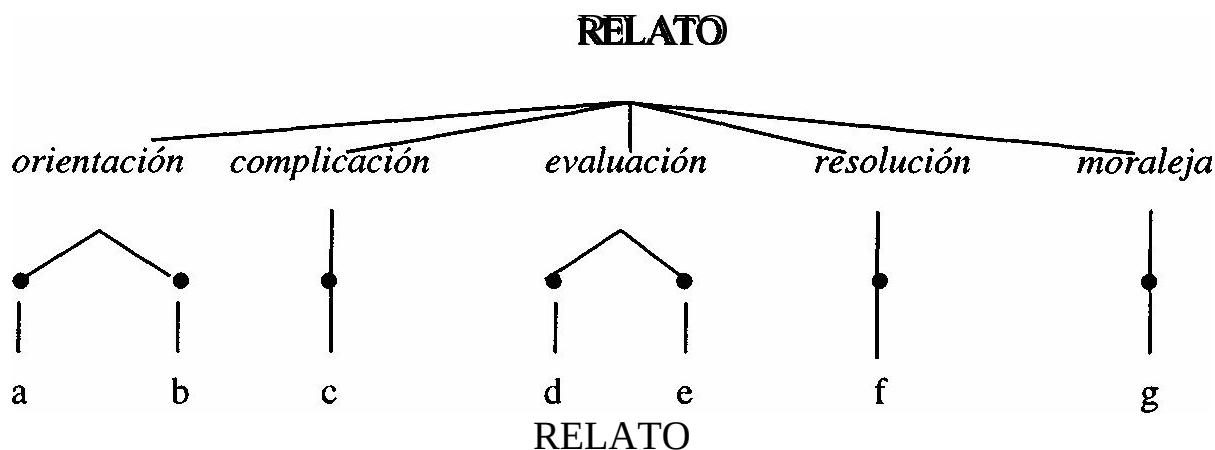 RELATO
orientación complicación evaluación resolución moraleja
a b c d e f g
RELATO